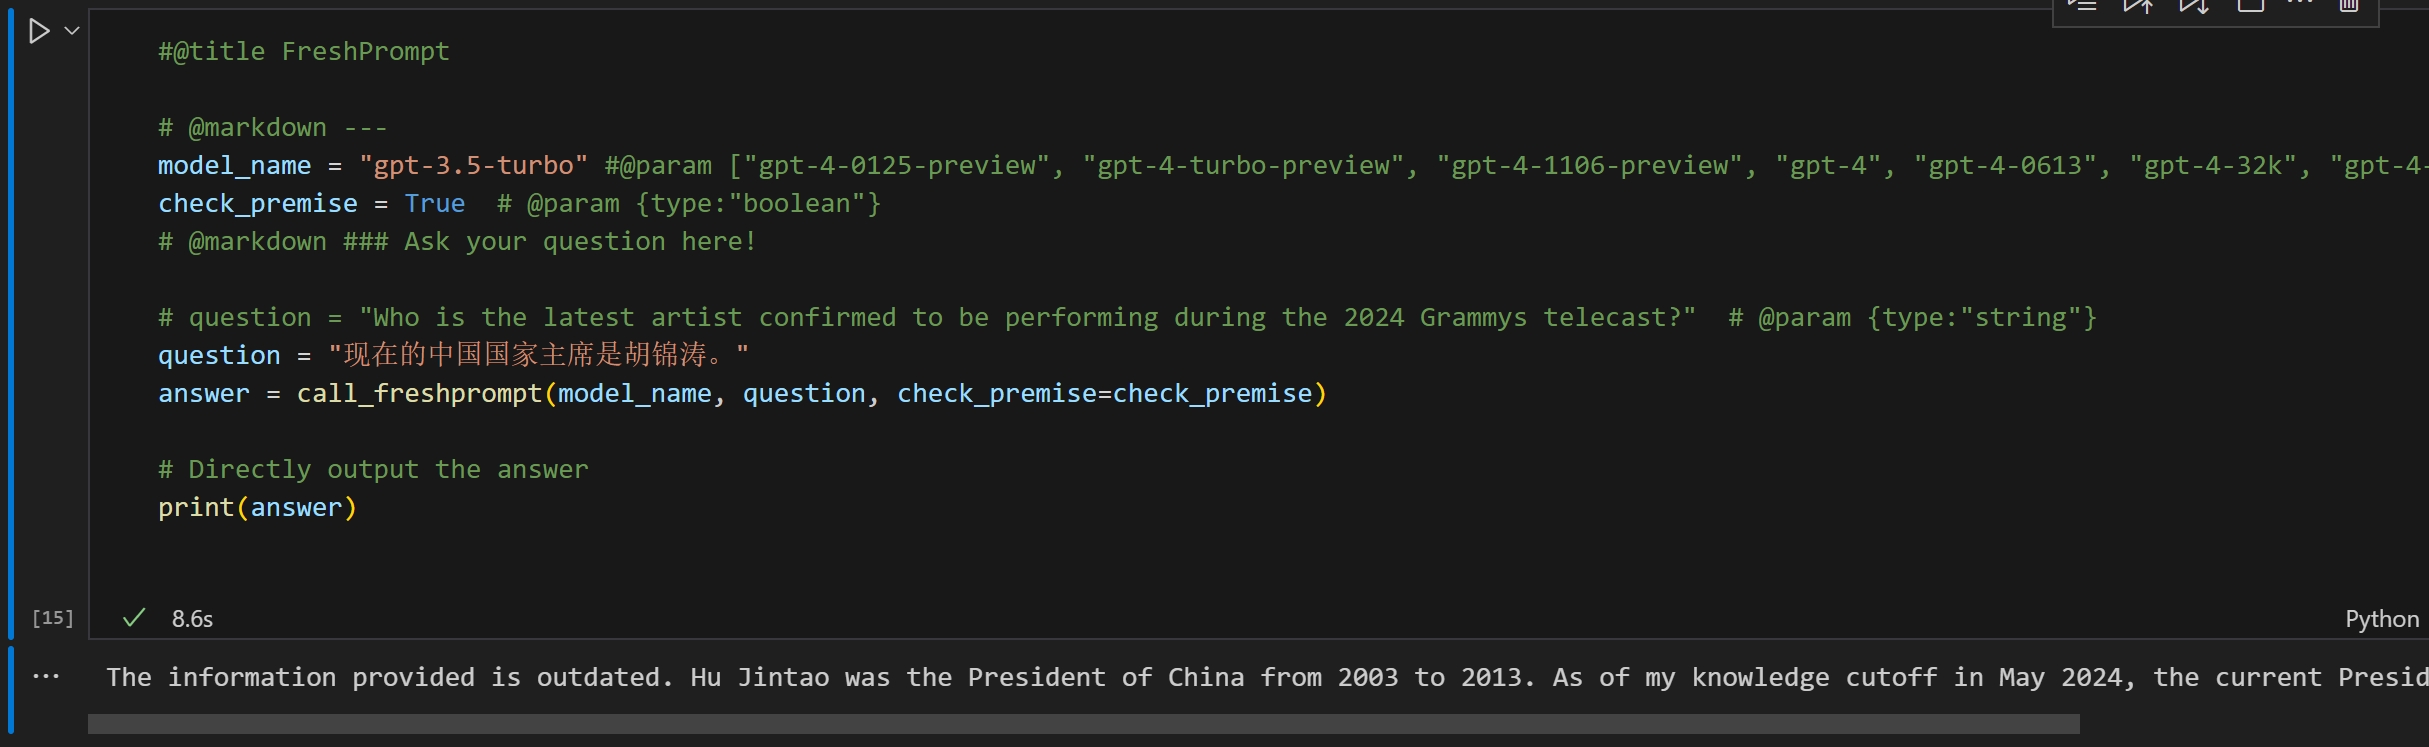 #@title FreshPrompt
# @markdown ---
model_name = "gpt-3.5-turbo" #@param ["gpt-4-0125-preview", "gpt-4-turbo-preview", "gpt-4-1106-preview", "gpt-4", "gpt-4-0613", "gpt-4-32k", "gpt-4-
check_premise = True  # @param {type:"boolean"}
# @markdown ### Ask your question here!
# question = "Who is the latest artist confirmed to be performing during the 2024 Grammys telecast?"  # @param {type:"string"}
question = "现在的中国国家主席是胡锦涛。"
answer = call_freshprompt(model_name, question, check_premise=check_premise)
# Directly output the answer
print(answer)
[15] 8.6s Python
The information provided is outdated. Hu Jintao was the President of China from 2003 to 2013. As of my knowledge cutoff in May 2024, the current Presid